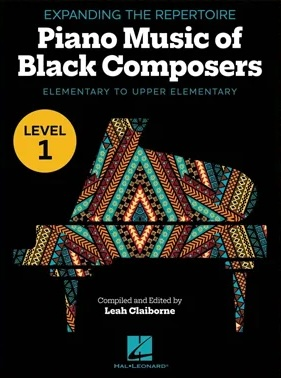 EXPANDING THE REPERTOIRE
Piano Music of
Black Composers
ELEMENTARY TO UPPER ELEMENTARY
LEVEL
1
Compiled and Edited by
Leah Claiborne
HAL•LEONARD®